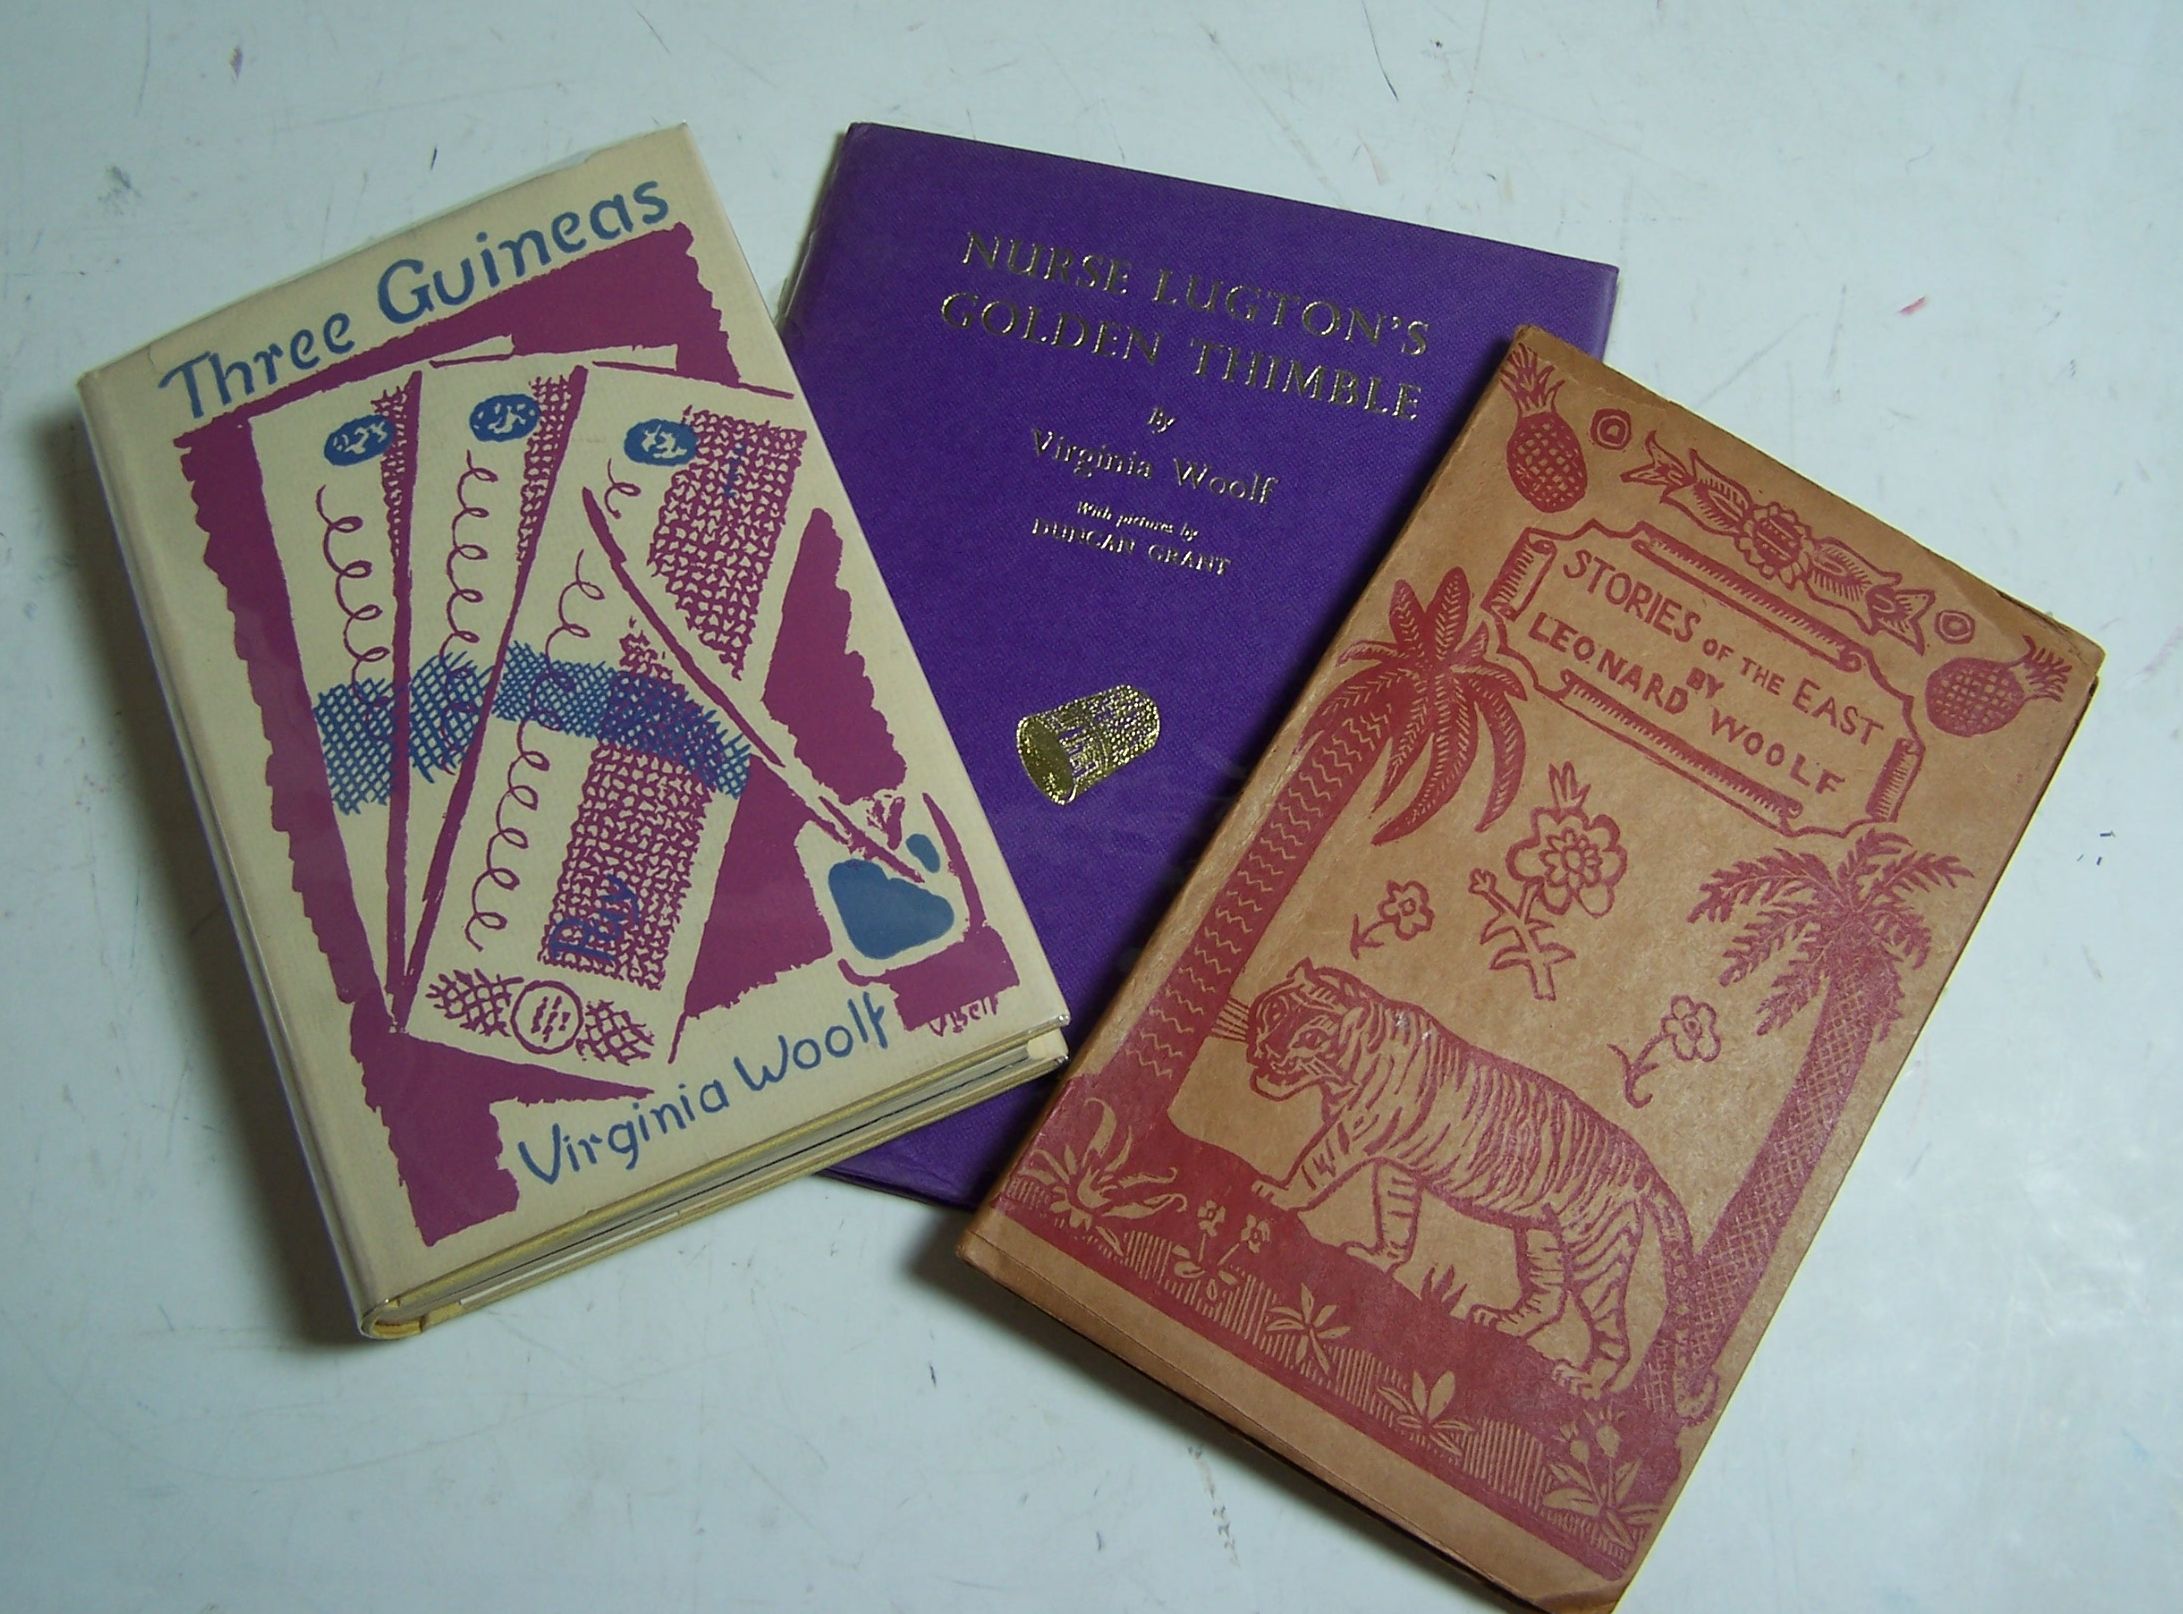 Three Guineas
Pay
Virginia Woolf
V Bell
NURSE LUGTON'S
GOLDEN THIMBLE
By
Virginia Woolf
With pictures by
DUNCAN GRANT
STORIES OF THE EAST
BY
LEONARD WOOLF